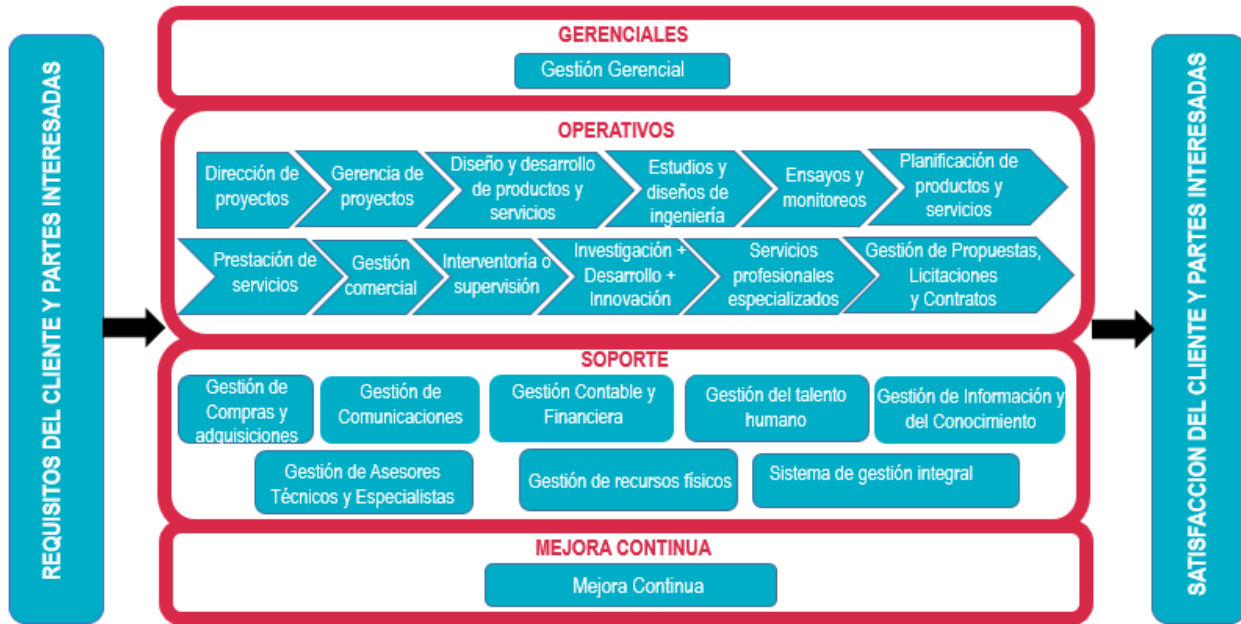 REQUISITOS DEL CLIENTE Y PARTES INTERESADAS
GERENCIALES
Gestión Gerencial
OPERATIVOS
Dirección de
proyectos
Gerencia de
proyectos
Diseño y desarrollo
de productos y
servicios
Estudios y
diseños de
ingeniería
Ensayos y
monitoreos
Planificación de
productos y
servicios
Prestación de
servicios
Gestión
comercial
Interventoría o
supervisión
Investigación +
Desarrollo +
Innovación
Servicios
profesionales
especializados
Gestión de Propuestas,
Licitaciones
y Contratos
SOPORTE
Gestión de
Compras y
adquisiciones
Gestión de
Comunicaciones
Gestión Contable y
Financiera
Gestión del talento
humano
Gestión de Información y
del Conocimiento
Gestión de Asesores
Técnicos y Especialistas
Gestión de recursos físicos
Sistema de gestión integral
MEJORA CONTINUA
Mejora Continua
SATISFACCION DEL CLIENTE Y PARTES INTERESADAS